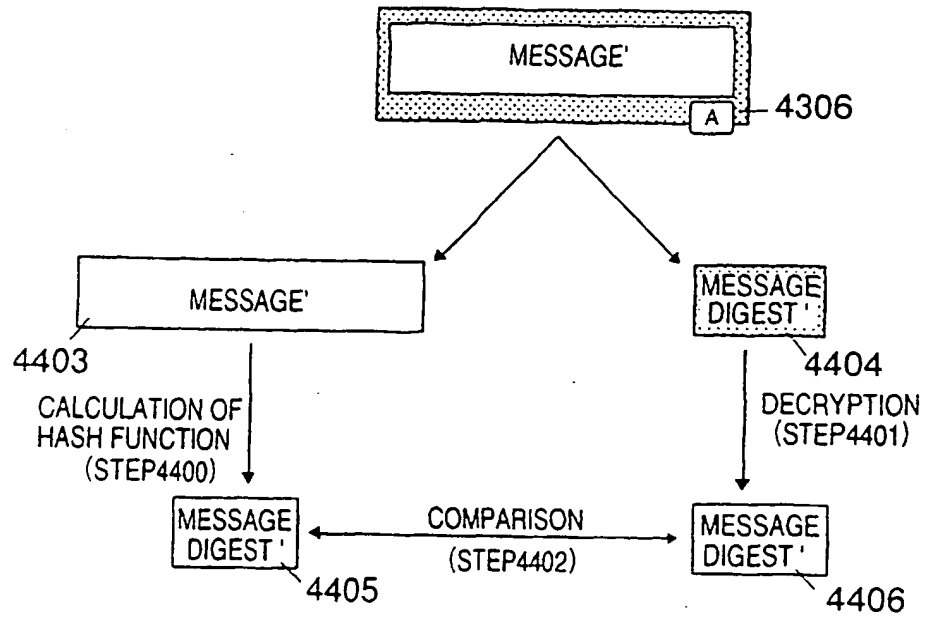 MESSAGE'
A
4306
MESSAGE'
4403
MESSAGE
DIGEST '
4404
CALCULATION OF
HASH FUNCTION
(STEP4400)
DECRYPTION
(STEP4401)
MESSAGE
DIGEST '
4405
COMPARISON
(STEP4402)
MESSAGE
DIGEST '
4406